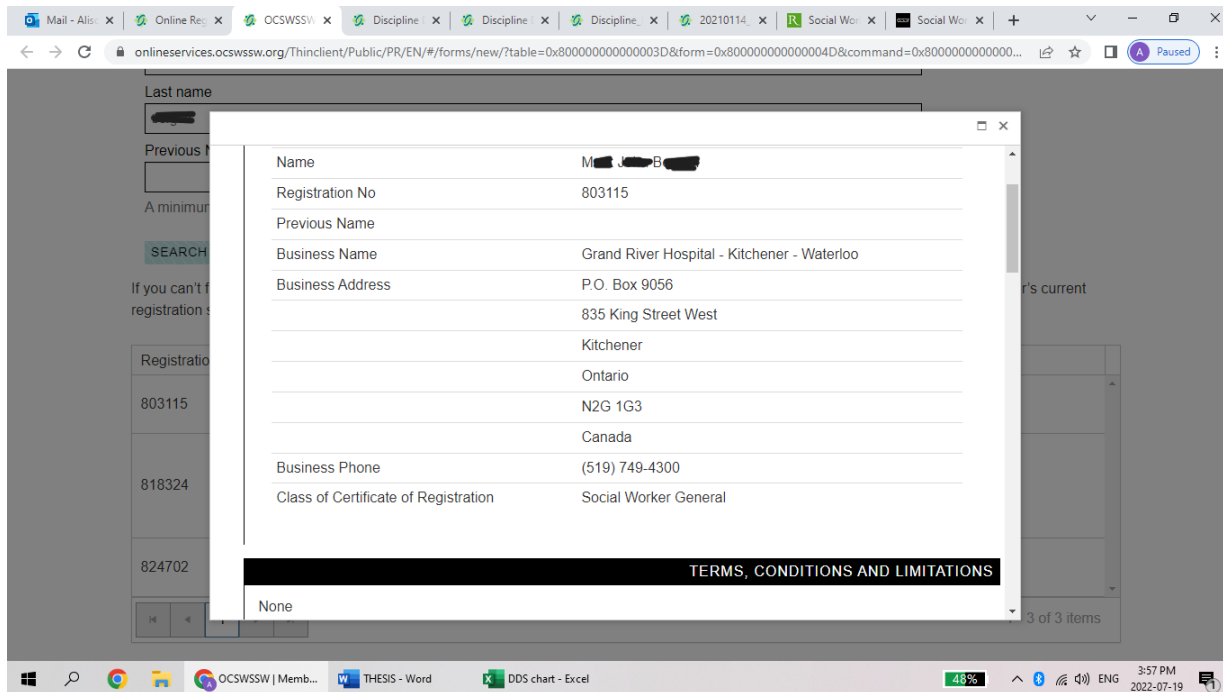 Mail - Alis
Online Reg
OCSWSSW
Discipline
Discipline
Discipline_
20210114_
Social Wor
Social Wor
onlineservices.ocswssw.org/Thinclient/Public/PR/EN/#/forms/new/?table=0x800000000000003D&form=0x800000000000004D&command=0x8000000000000...
A Paused
Last name
Previous N
A minimur
SEARCH
If you can't f
r's current
registration s
Registratio
803115
818324
824702
3 of 3 items
Name M J B
Registration No 803115
Previous Name
Business Name Grand River Hospital - Kitchener - Waterloo
Business Address P.O. Box 9056
835 King Street West
Kitchener
Ontario
N2G 1G3
Canada
Business Phone (519) 749-4300
Class of Certificate of Registration Social Worker General
TERMS, CONDITIONS AND LIMITATIONS
None
OCSWSSW | Memb...
THESIS - Word
DDS chart - Excel
48%
ENG
3:57 PM
2022-07-19